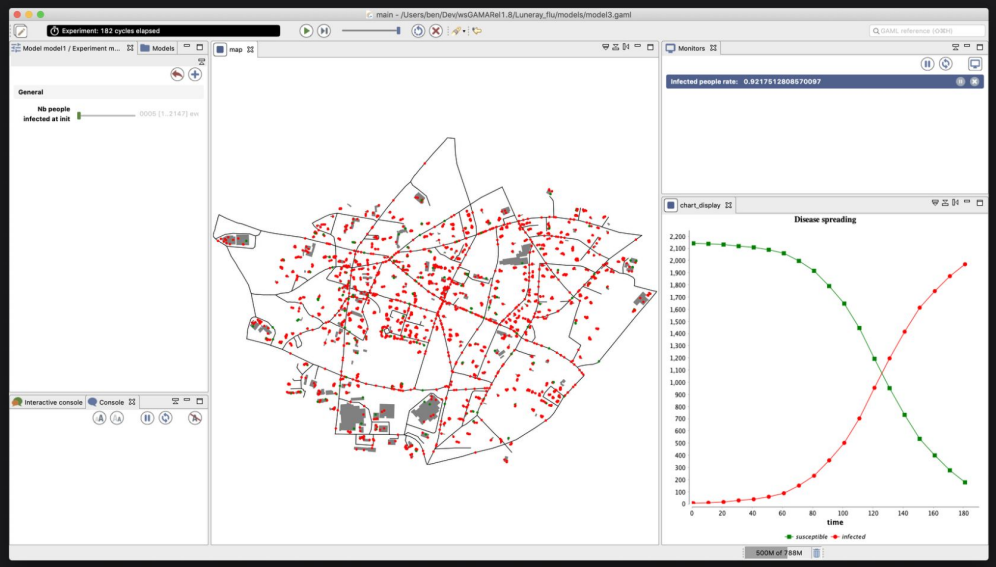 main - /Users/ben/Dev/wsGAMARel1.8/Luneray_flu/models/model3.gaml
Experiment: 182 cycles elapsed
GAML reference (⌘H)
Model model1 / Experiment m...
Models
map
Monitors
General
Nb people
infected at init
Infected people rate: 0.9217512808570097
Interactive console
Console
chart_display
Disease spreading
2,200
2,100
2,000
1,900
1,800
1,700
1,600
1,500
1,400
1,300
1,200
1,100
1,000
900
800
700
600
500
400
300
200
100
0
0 20 40 60 80 100 120 140 160 180
time
susceptible infected
500M of 788M